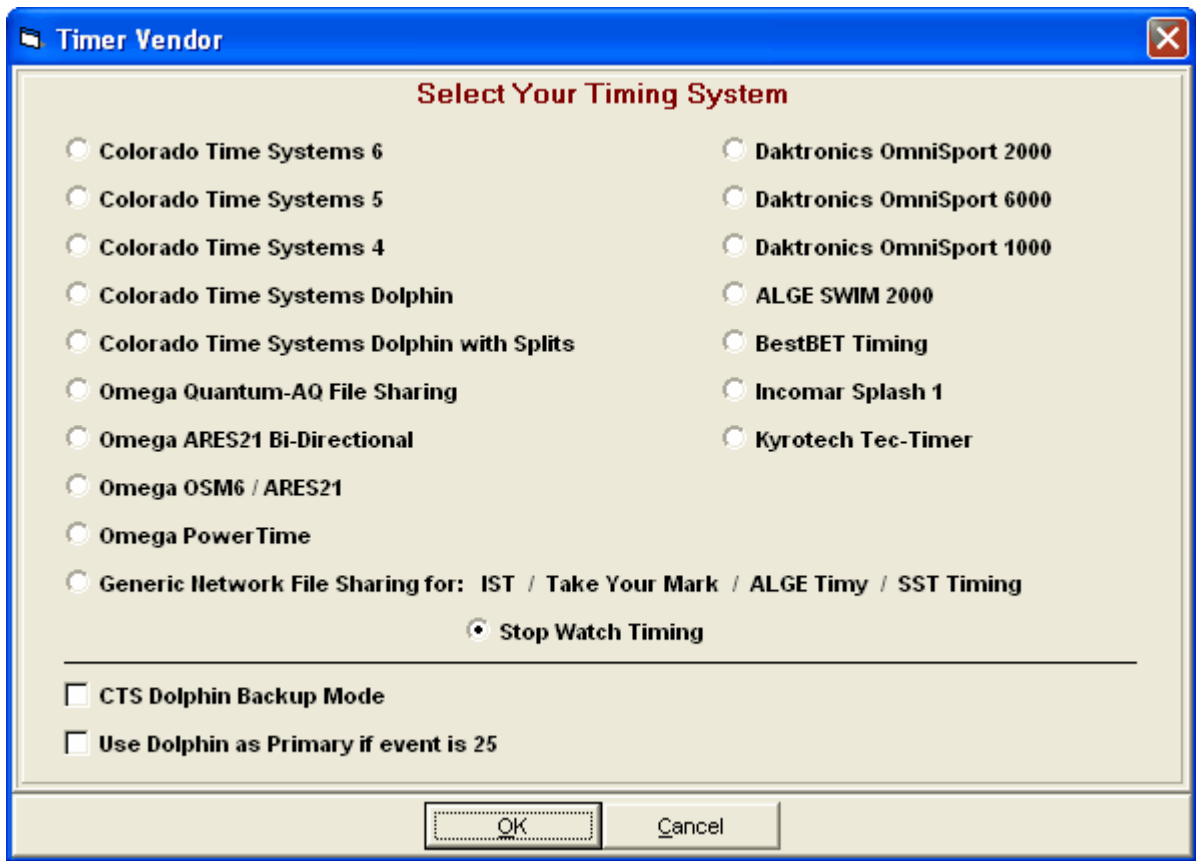 Timer Vendor
Select Your Timing System
Colorado Time Systems 6
Colorado Time Systems 5
Colorado Time Systems 4
Colorado Time Systems Dolphin
Colorado Time Systems Dolphin with Splits
Omega Quantum-AQ File Sharing
Omega ARES21 Bi-Directional
Omega OSM6 / ARES21
Omega PowerTime
Daktronics OmniSport 2000
Daktronics OmniSport 6000
Daktronics OmniSport 1000
ALGE SWIM 2000
BestBET Timing
Incomar Splash 1
Kyrotech Tec-Timer
Generic Network File Sharing for: IST / Take Your Mark / ALGE Timy / SST Timing
Stop Watch Timing
CTS Dolphin Backup Mode
Use Dolphin as Primary if event is 25
OK
Cancel